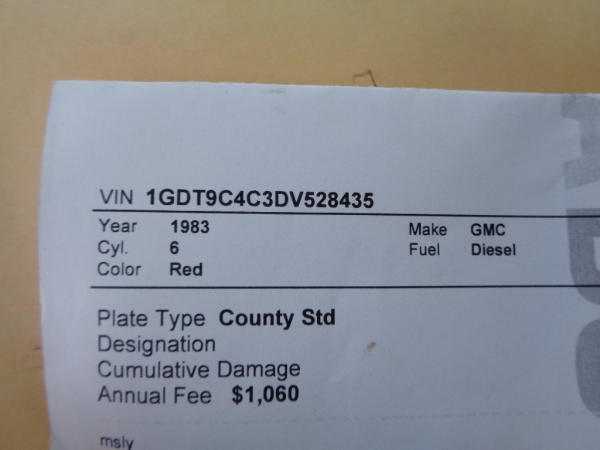 VIN 1GDT9C4C3DV528435
Year 1983 Make GMC
Cyl. 6 Fuel Diesel
Color Red
Plate Type County Std
Designation
Cumulative Damage
Annual Fee $1,060
msly